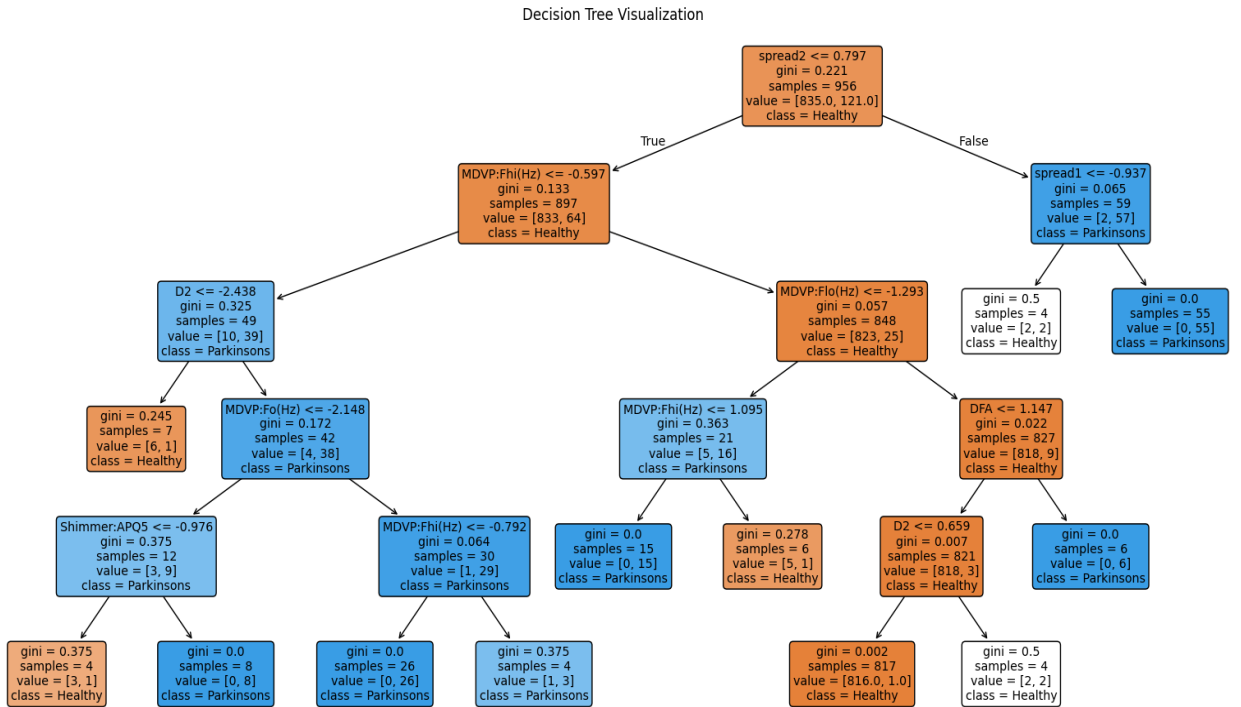 Decision Tree Visualization
spread2 <= 0.797
gini = 0.221
samples = 956
value = [835.0, 121.0]
class = Healthy
True
False
MDVP:Fhi(Hz) <= -0.597
gini = 0.133
samples = 897
value = [833, 64]
class = Healthy
spread1 <= -0.937
gini = 0.065
samples = 59
value = [2, 57]
class = Parkinsons
D2 <= -2.438
gini = 0.325
samples = 49
value = [10, 39]
class = Parkinsons
MDVP:Flo(Hz) <= -1.293
gini = 0.057
samples = 848
value = [823, 25]
class = Healthy
gini = 0.5
samples = 4
value = [2, 2]
class = Healthy
gini = 0.0
samples = 55
value = [0, 55]
class = Parkinsons
gini = 0.245
samples = 7
value = [6, 1]
class = Healthy
MDVP:Fo(Hz) <= -2.148
gini = 0.172
samples = 42
value = [4, 38]
class = Parkinsons
MDVP:Fhi(Hz) <= 1.095
gini = 0.363
samples = 21
value = [5, 16]
class = Parkinsons
DFA <= 1.147
gini = 0.022
samples = 827
value = [818, 9]
class = Healthy
Shimmer:APQ5 <= -0.976
gini = 0.375
samples = 12
value = [3, 9]
class = Parkinsons
MDVP:Fhi(Hz) <= -0.792
gini = 0.064
samples = 30
value = [1, 29]
class = Parkinsons
gini = 0.0
samples = 15
value = [0, 15]
class = Parkinsons
gini = 0.278
samples = 6
value = [5, 1]
class = Healthy
D2 <= 0.659
gini = 0.007
samples = 821
value = [818, 3]
class = Healthy
gini = 0.0
samples = 6
value = [0, 6]
class = Parkinsons
gini = 0.375
samples = 4
value = [3, 1]
class = Healthy
gini = 0.0
samples = 8
value = [0, 8]
class = Parkinsons
gini = 0.0
samples = 26
value = [0, 26]
class = Parkinsons
gini = 0.375
samples = 4
value = [1, 3]
class = Parkinsons
gini = 0.002
samples = 817
value = [816.0, 1.0]
class = Healthy
gini = 0.5
samples = 4
value = [2, 2]
class = Healthy